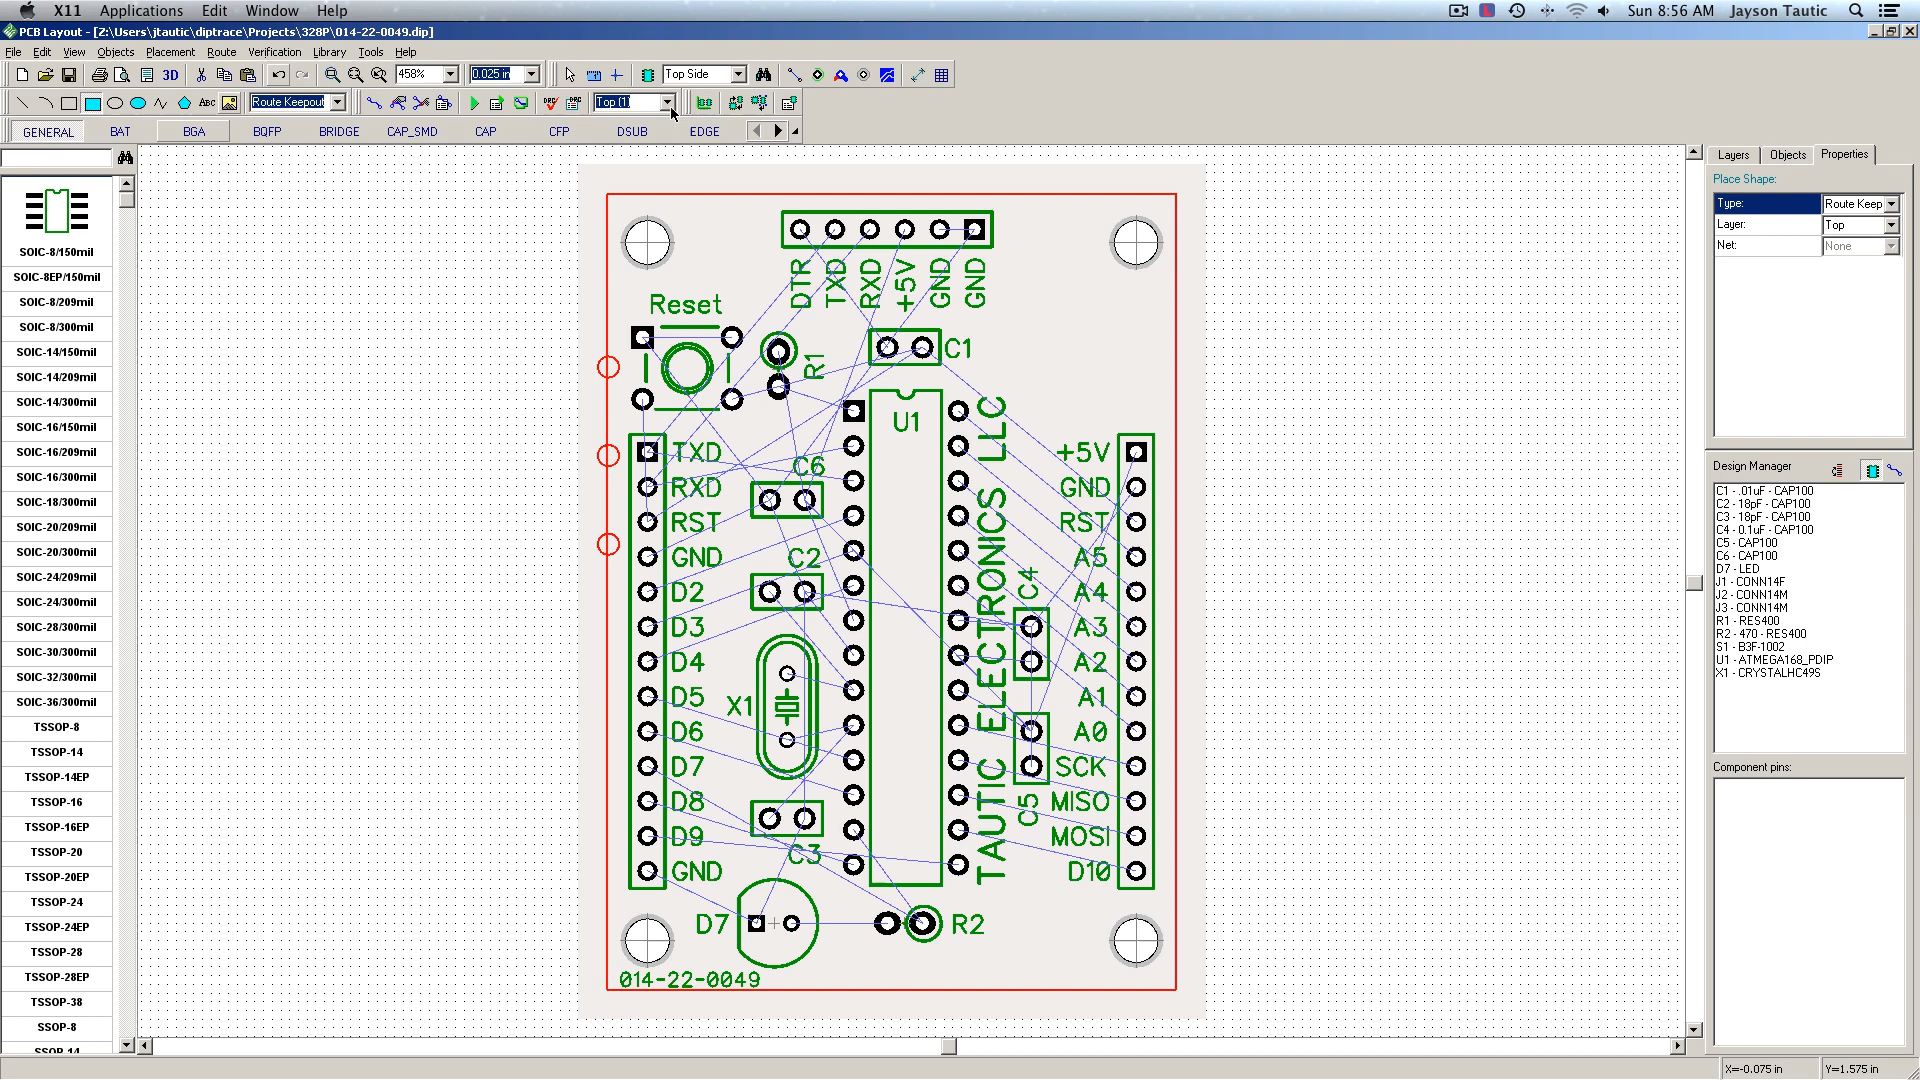 X11 Applications Edit Window Help Sun 8:56 AM Jayson Tautic
PCB Layout - [Z:\Users\jtautic\diptrace\Projects\328P\014-22-0049.dip]
File Edit View Objects Placement Route Verification Library Tools Help
3D 458% 0.025 in Top Side
Abc Route Keepout DRC Top (1)
GENERAL BAT BGA BQFP BRIDGE CAP_SMD CAP CFP DSUB EDGE
SOIC-8/150mil
SOIC-8EP/150mil
SOIC-8/209mil
SOIC-8/300mil
SOIC-14/150mil
SOIC-14/209mil
SOIC-14/300mil
SOIC-16/150mil
SOIC-16/209mil
SOIC-16/300mil
SOIC-18/300mil
SOIC-20/209mil
SOIC-20/300mil
SOIC-24/209mil
SOIC-24/300mil
SOIC-28/300mil
SOIC-30/300mil
SOIC-32/300mil
SOIC-36/300mil
TSSOP-8
TSSOP-14
TSSOP-14EP
TSSOP-16
TSSOP-16EP
TSSOP-20
TSSOP-20EP
TSSOP-24
TSSOP-24EP
TSSOP-28
TSSOP-28EP
TSSOP-38
SSOP-8
SSOP-14
DTR TXD RXD +5V GND GND
Reset
R1
C1
U1
TXD
RXD
RST
GND
D2
D3
D4
D5
D6
D7
D8
D9
GND
C6
C2
X1
C3
TAUTIC ELECTRONICS LLC
C4
C5
+5V
GND
RST
A5
A4
A3
A2
A1
A0
SCK
MISO
MOSI
D10
D7
R2
014-22-0049
Layers Objects Properties
Place Shape:
Type: Route Keep
Layer: Top
Net: None
Design Manager
C1 - .01uF - CAP100
C2 - 18pF - CAP100
C3 - 18pF - CAP100
C4 - 0.1uF - CAP100
C5 - CAP100
C6 - CAP100
D7 - LED
J1 - CONN14F
J2 - CONN14M
J3 - CONN14M
R1 - RES400
R2 - 470 - RES400
S1 - B3F-1002
U1 - ATMEGA168_PDIP
X1 - CRYSTALHC49S
Component pins:
X=-0.075 in Y=1.575 in